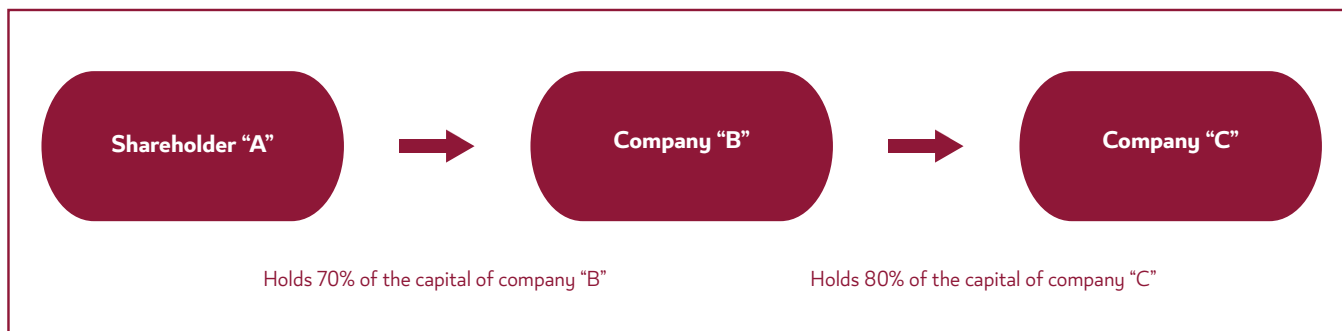 Shareholder “A”
Company “B”
Company “C”
Holds 70% of the capital of company “B”
Holds 80% of the capital of company “C”